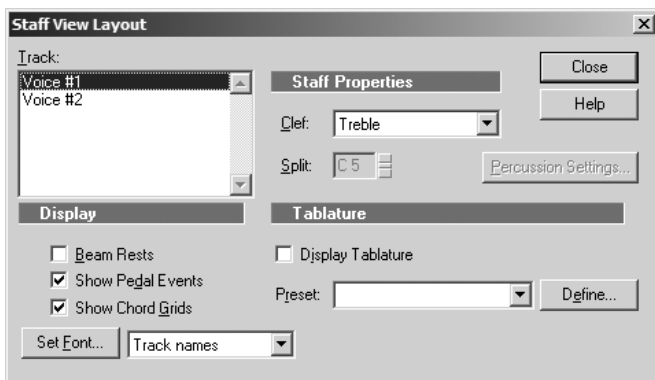 Staff View Layout
Track:
Voice #1
Voice #2
Staff Properties
Clef: Treble
Split: C 5
Close
Help
Percussion Settings...
Display
Beam Rests
Show Pedal Events
Show Chord Grids
Set Font... Track names
Tablature
Display Tablature
Preset:
Define...